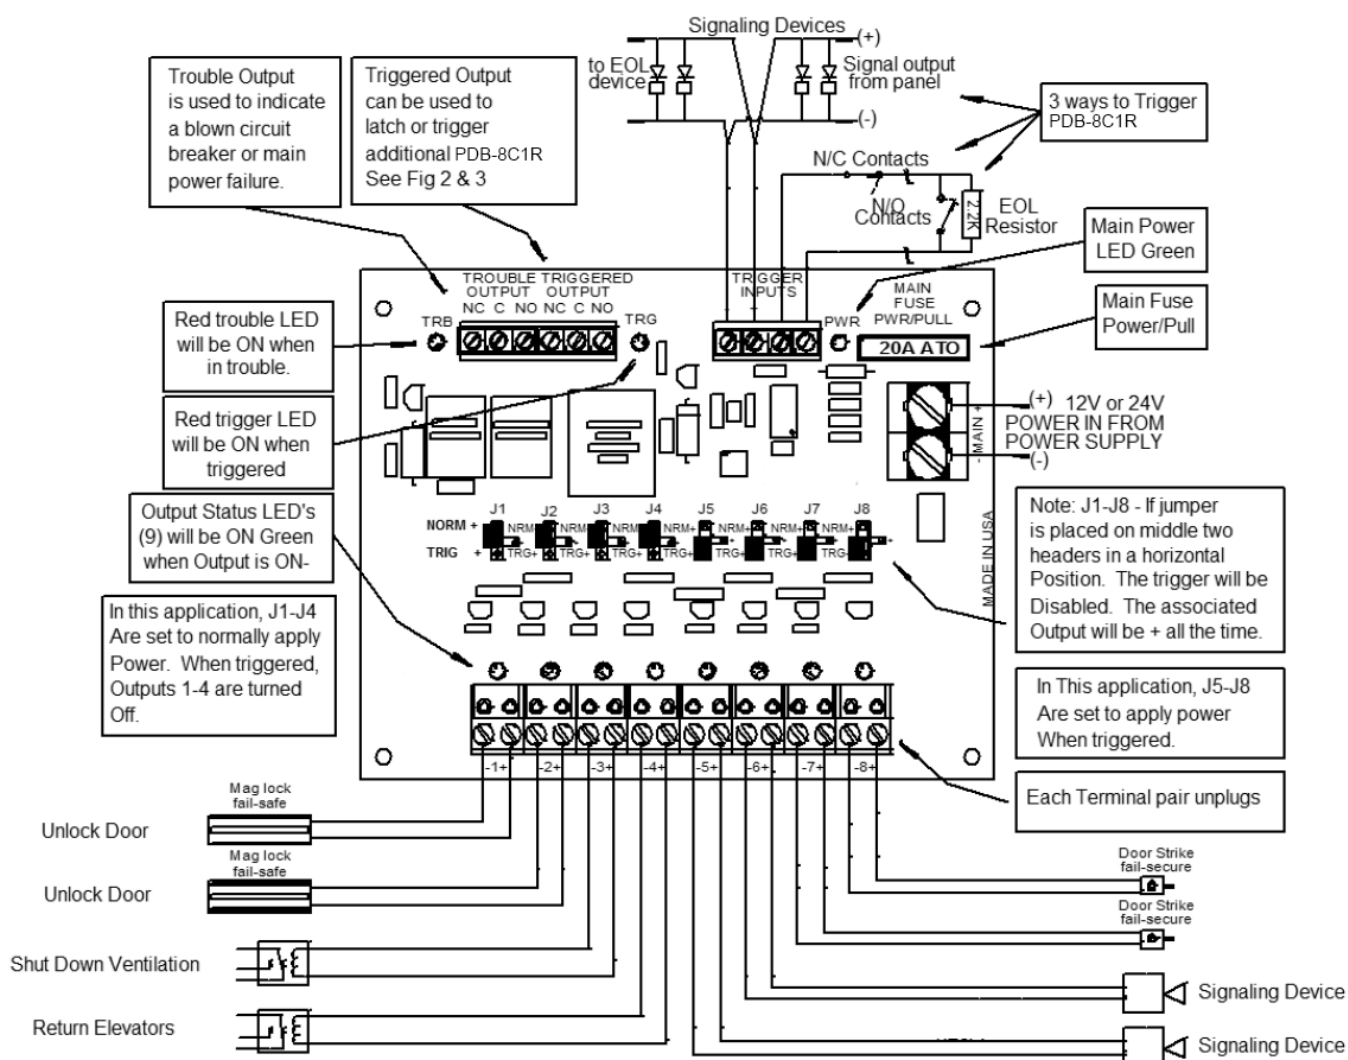 Signaling Devices
(+)
to EOL
device
Signal output
from panel
(-)
Trouble Output
is used to indicate
a blown circuit
breaker or main
power failure.
Triggered Output
can be used to
latch or trigger
additional PDB-8C1R
See Fig 2 & 3
3 ways to Trigger
PDB-8C1R
N/C Contacts
N/O
Contacts
2.2K
EOL
Resistor
Main Power
LED Green
Main Fuse
Power/Pull
TROUBLE TRIGGERED
OUTPUT OUTPUT
NC C NO NC C NO
TRB
TRG
TRIGGER
INPUTS
MAIN
FUSE
PWR/PULL
PWR
20A ATO
Red trouble LED
will be ON when
in trouble.
Red trigger LED
will be ON when
triggered
(+) 12V or 24V
POWER IN FROM
POWER SUPPLY
(-)
- MAIN +
MADE IN USA
Output Status LED's
(9) will be ON Green
when Output is ON-
J1 J2 J3 J4 J5 J6 J7 J8
NORM + NRM+ NRM+ NRM+ NRM+ NRM+ NRM+ NRM+
TRIG + TRG+ TRG+ TRG+ TRG+ TRG+ TRG+ TRG+
Note: J1-J8 - If jumper
is placed on middle two
headers in a horizontal
Position. The trigger will be
Disabled. The associated
Output will be + all the time.
In this application, J1-J4
Are set to normally apply
Power. When triggered,
Outputs 1-4 are turned
Off.
In This application, J5-J8
Are set to apply power
When triggered.
-1+ -2+ -3+ -4+ -5+ -6+ -7+ -8+
Each Terminal pair unplugs
Mag lock
fail-safe
Unlock Door
Mag lock
fail-safe
Unlock Door
Shut Down Ventilation
Return Elevators
Door Strike
fail-secure
Door Strike
fail-secure
Signaling Device
Signaling Device